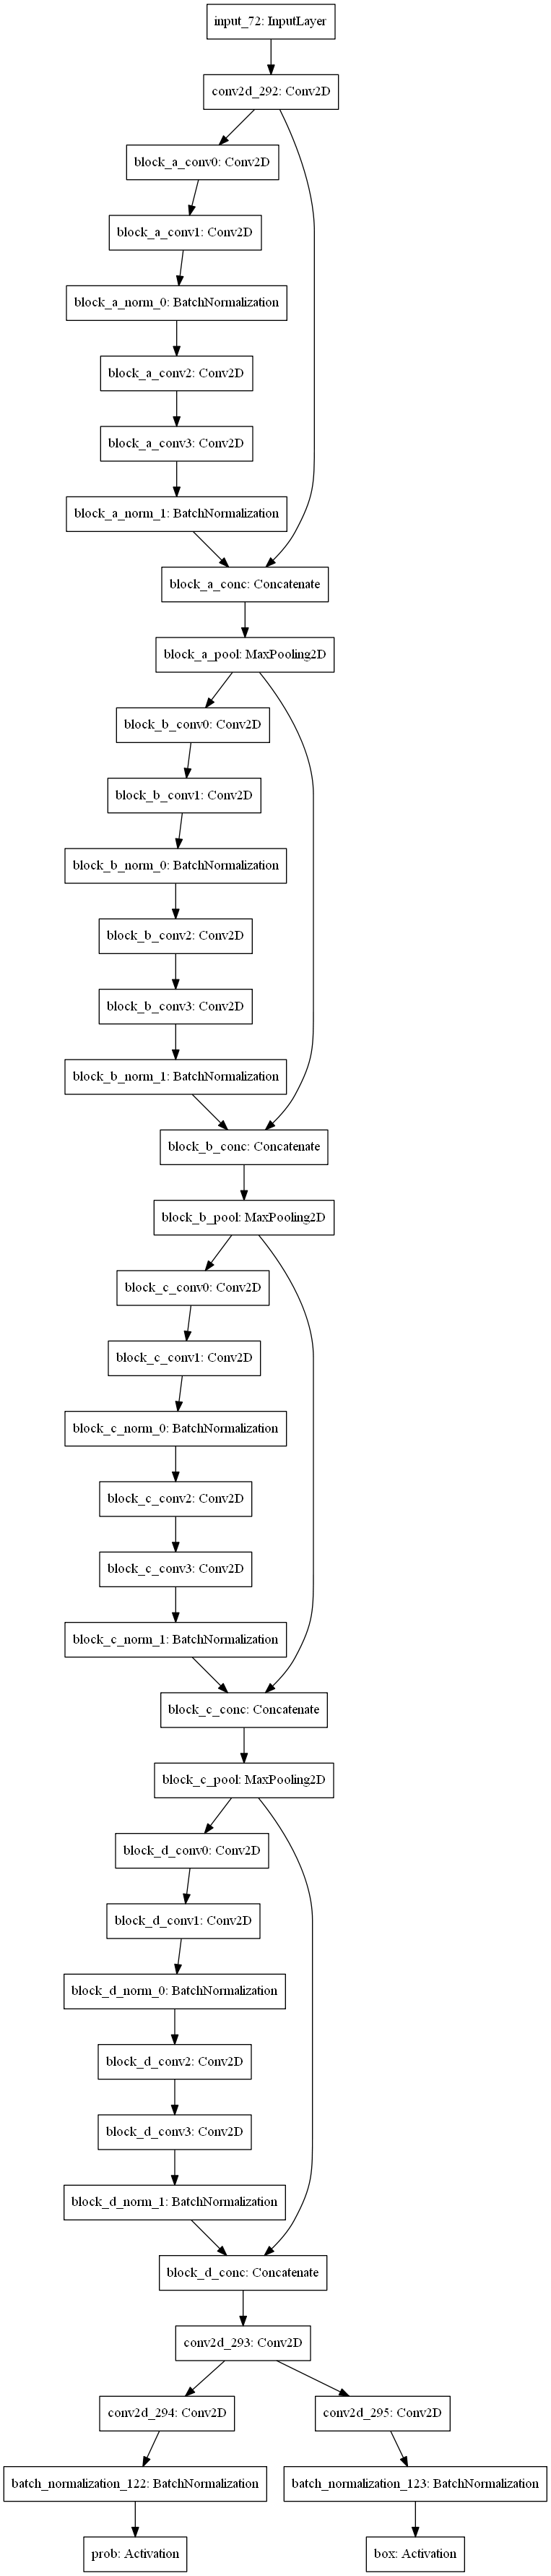 input_72: InputLayer
conv2d_292: Conv2D
block_a_conv0: Conv2D
block_a_conv1: Conv2D
block_a_norm_0: BatchNormalization
block_a_conv2: Conv2D
block_a_conv3: Conv2D
block_a_norm_1: BatchNormalization
block_a_conc: Concatenate
block_a_pool: MaxPooling2D
block_b_conv0: Conv2D
block_b_conv1: Conv2D
block_b_norm_0: BatchNormalization
block_b_conv2: Conv2D
block_b_conv3: Conv2D
block_b_norm_1: BatchNormalization
block_b_conc: Concatenate
block_b_pool: MaxPooling2D
block_c_conv0: Conv2D
block_c_conv1: Conv2D
block_c_norm_0: BatchNormalization
block_c_conv2: Conv2D
block_c_conv3: Conv2D
block_c_norm_1: BatchNormalization
block_c_conc: Concatenate
block_c_pool: MaxPooling2D
block_d_conv0: Conv2D
block_d_conv1: Conv2D
block_d_norm_0: BatchNormalization
block_d_conv2: Conv2D
block_d_conv3: Conv2D
block_d_norm_1: BatchNormalization
block_d_conc: Concatenate
conv2d_293: Conv2D
conv2d_294: Conv2D
conv2d_295: Conv2D
batch_normalization_122: BatchNormalization
batch_normalization_123: BatchNormalization
prob: Activation
box: Activation